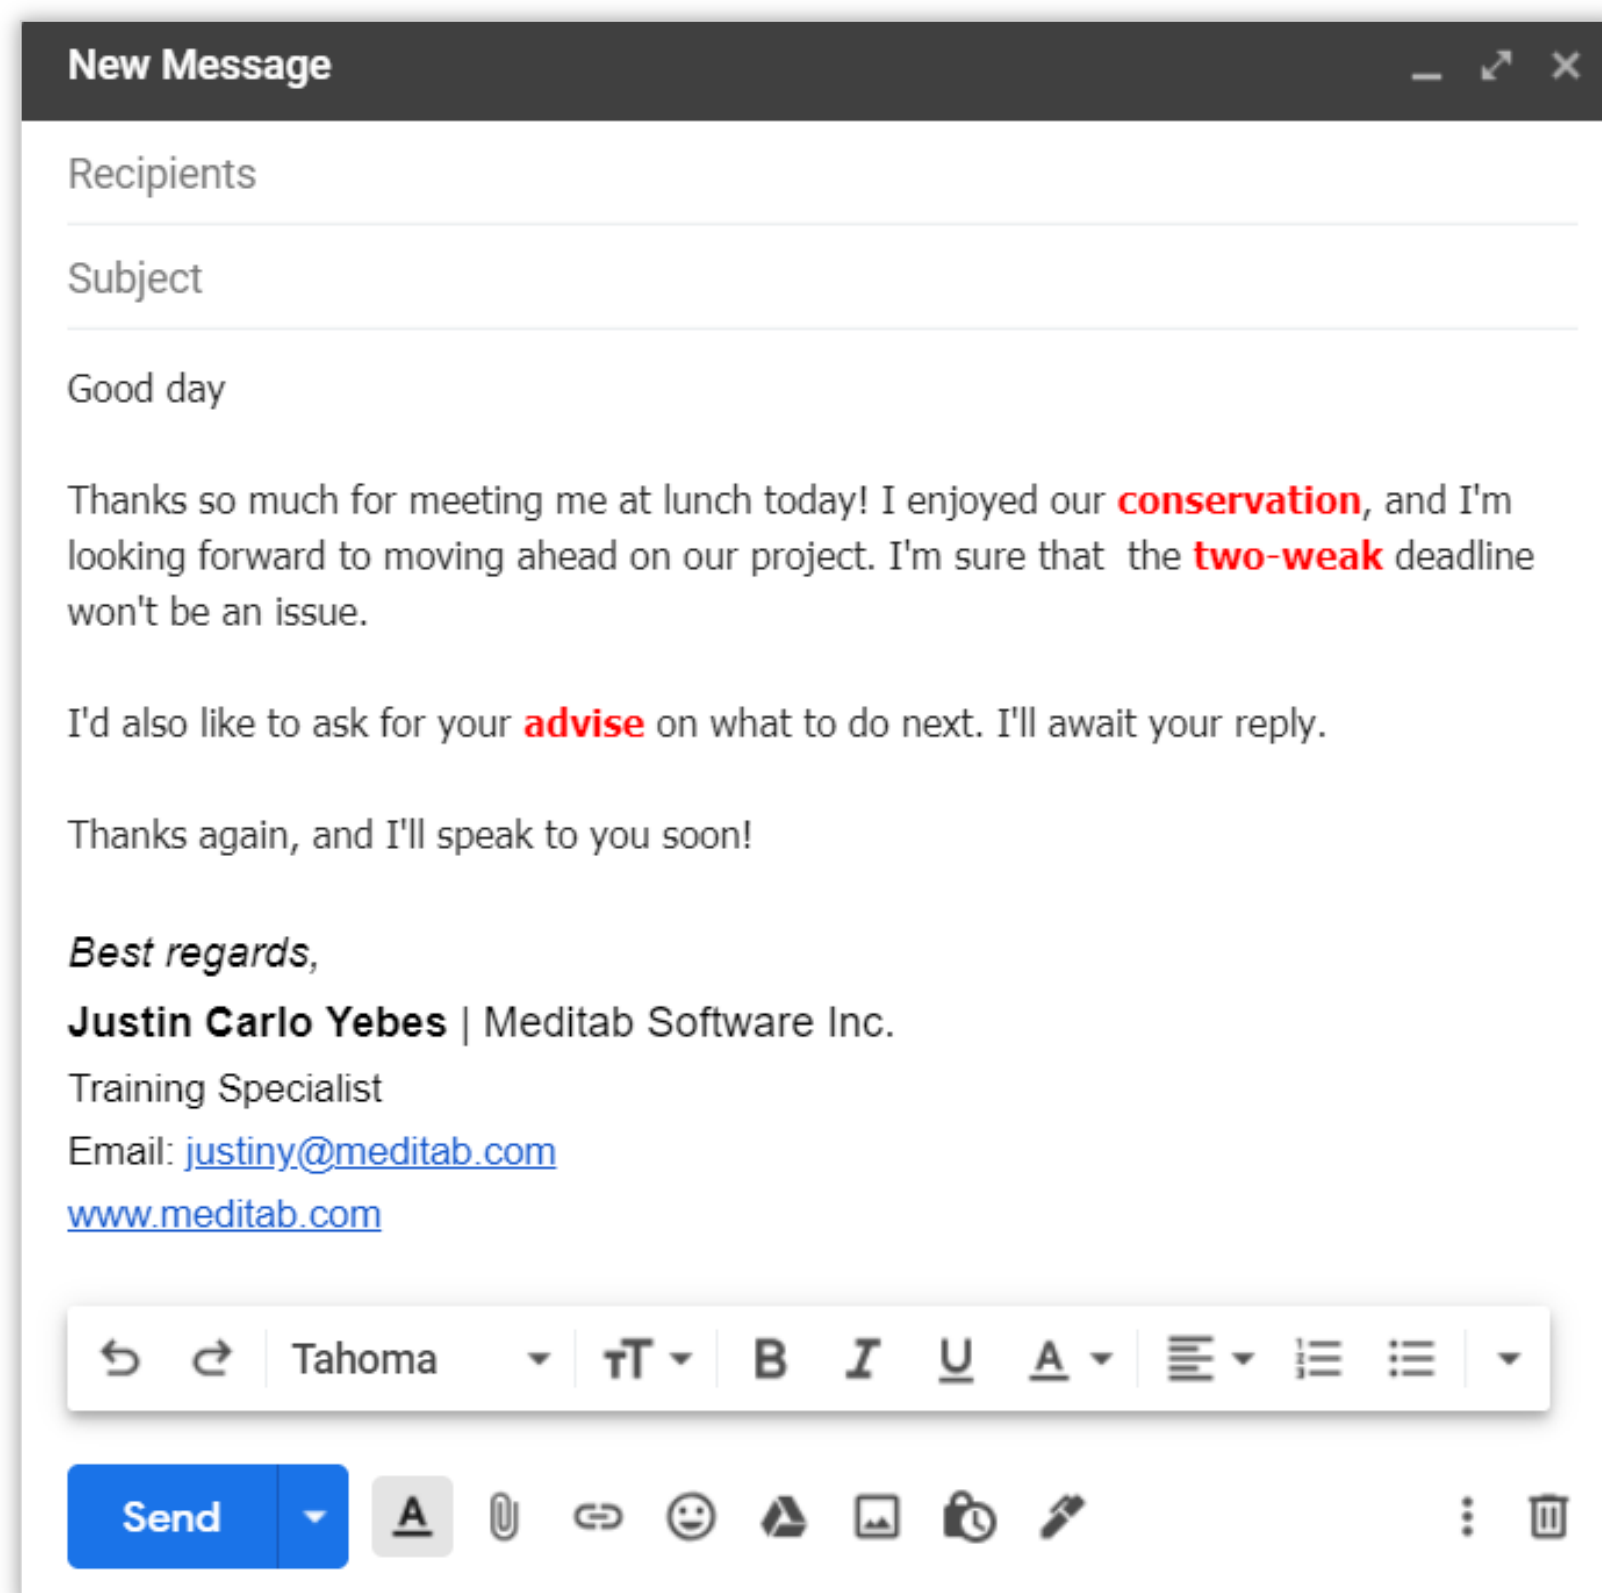 New Message
Recipients
Subject
Good day
Thanks so much for meeting me at lunch today! I enjoyed our conservation, and I'm
looking forward to moving ahead on our project. I'm sure that  the two-weak deadline
won't be an issue.
I'd also like to ask for your advise on what to do next. I'll await your reply.
Thanks again, and I'll speak to you soon!
Best regards,
Justin Carlo Yebes | Meditab Software Inc.
Training Specialist
Email: justiny@meditab.com
www.meditab.com
Tahoma
Send